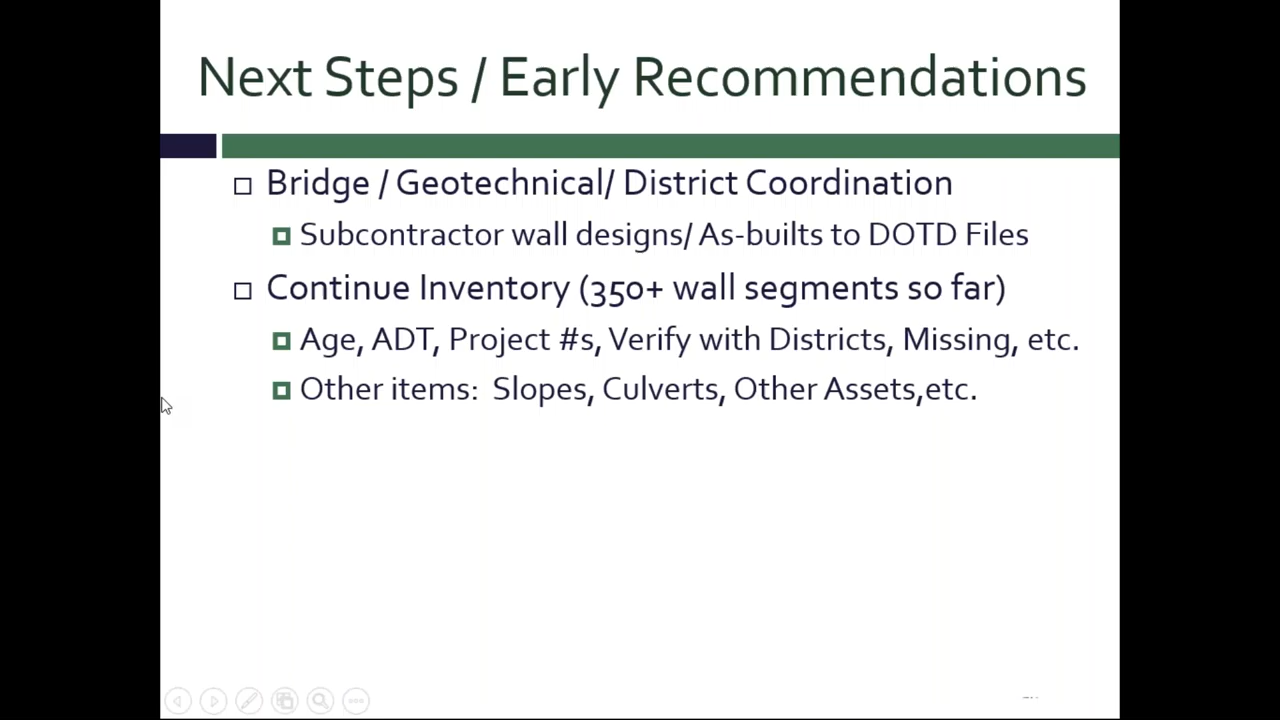 Next Steps / Early Recommendations
Bridge / Geotechnical/ District Coordination
Subcontractor wall designs/ As-builts to DOTD Files
Continue Inventory (350+ wall segments so far)
Age, ADT, Project #s, Verify with Districts, Missing, etc.
Other items:  Slopes, Culverts, Other Assets,etc.